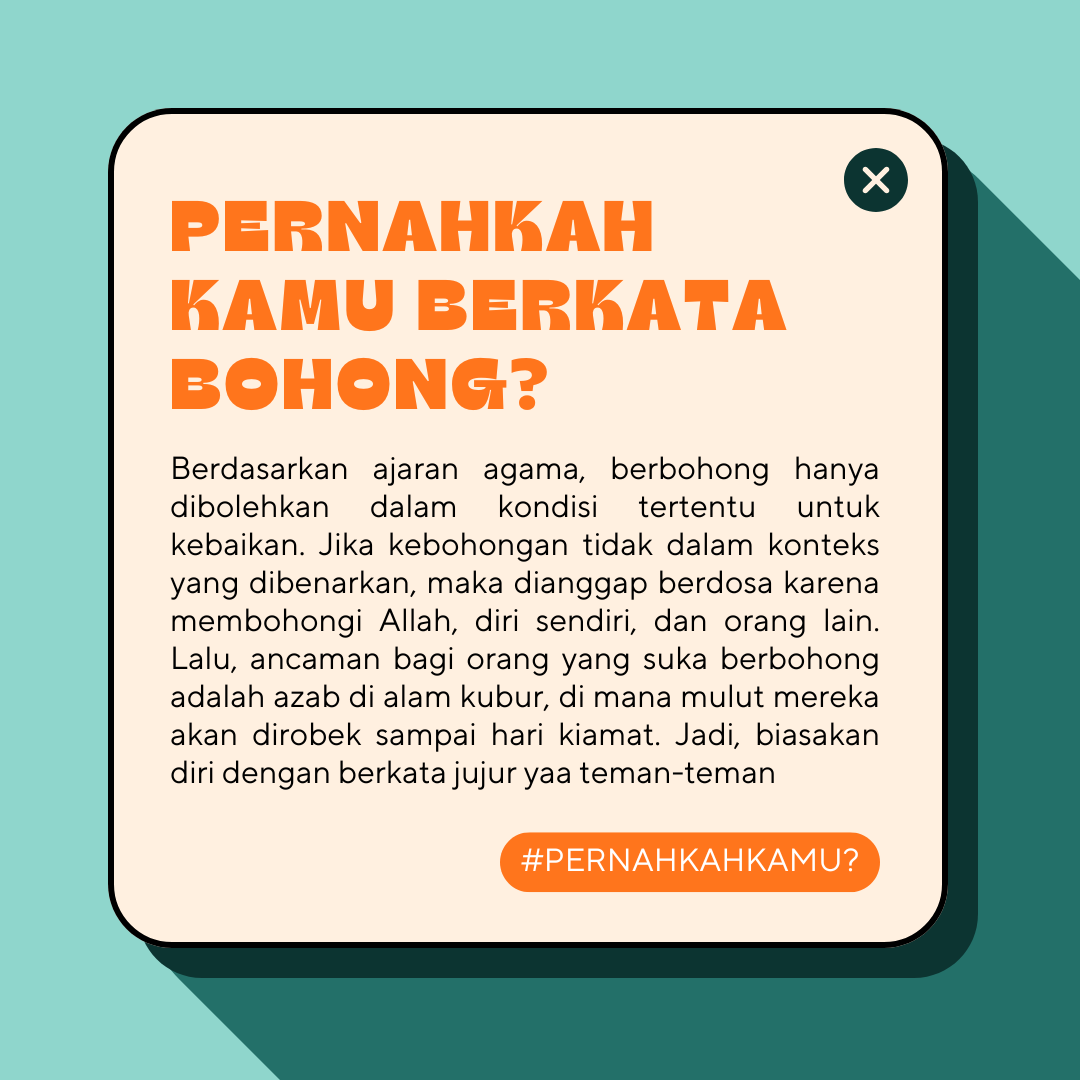 PERNAHKAH
KAMU BERKATA
BOHONG?
Berdasarkan ajaran agama, berbohong hanya
dibolehkan dalam kondisi tertentu untuk
kebaikan. Jika kebohongan tidak dalam konteks
yang dibenarkan, maka dianggap berdosa karena
membohongi Allah, diri sendiri, dan orang lain.
Lalu, ancaman bagi orang yang suka berbohong
adalah azab di alam kubur, di mana mulut mereka
akan dirobek sampai hari kiamat. Jadi, biasakan
diri dengan berkata jujur yaa teman-teman
#PERNAHKAHKAMU?